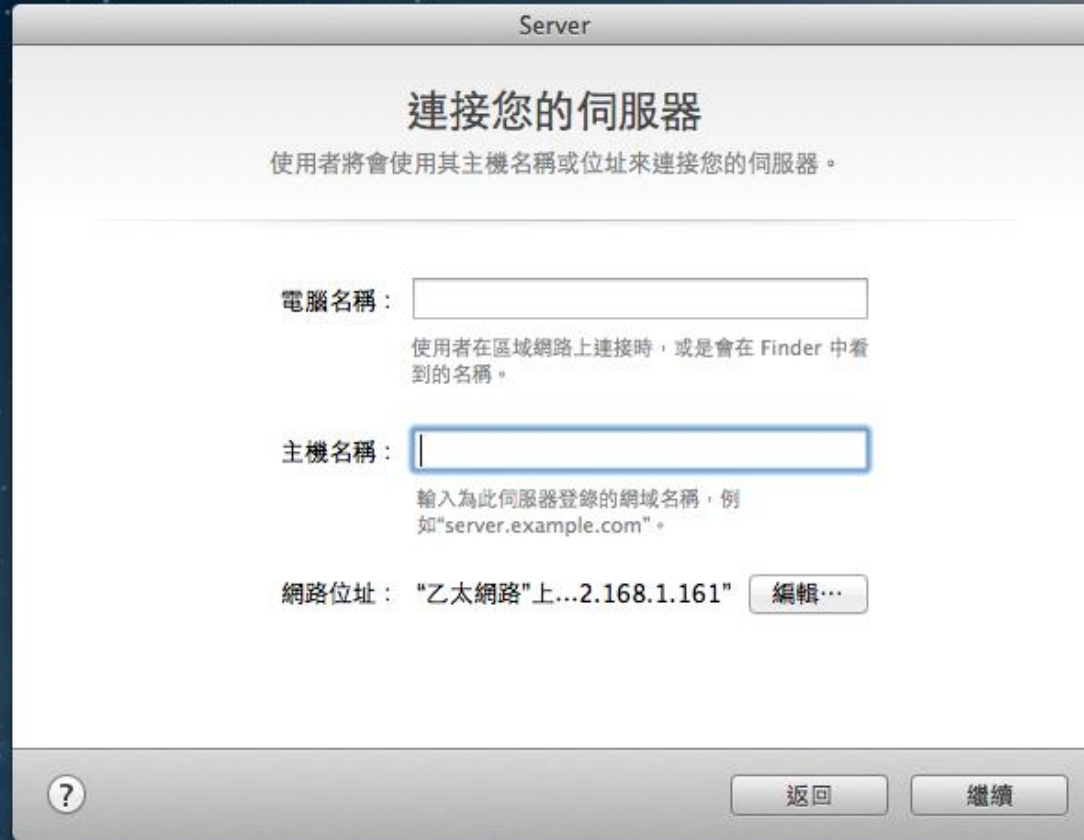 Server
連接您的伺服器
使用者將會使用其主機名稱或位址來連接您的伺服器。
電腦名稱：
使用者在區域網路上連接時，或是會在 Finder 中看
到的名稱。
主機名稱：
輸入為此伺服器登錄的網域名稱，例
如“server.example.com”。
網路位址： “乙太網路”上...2.168.1.161” 編輯…
? 返回 繼續